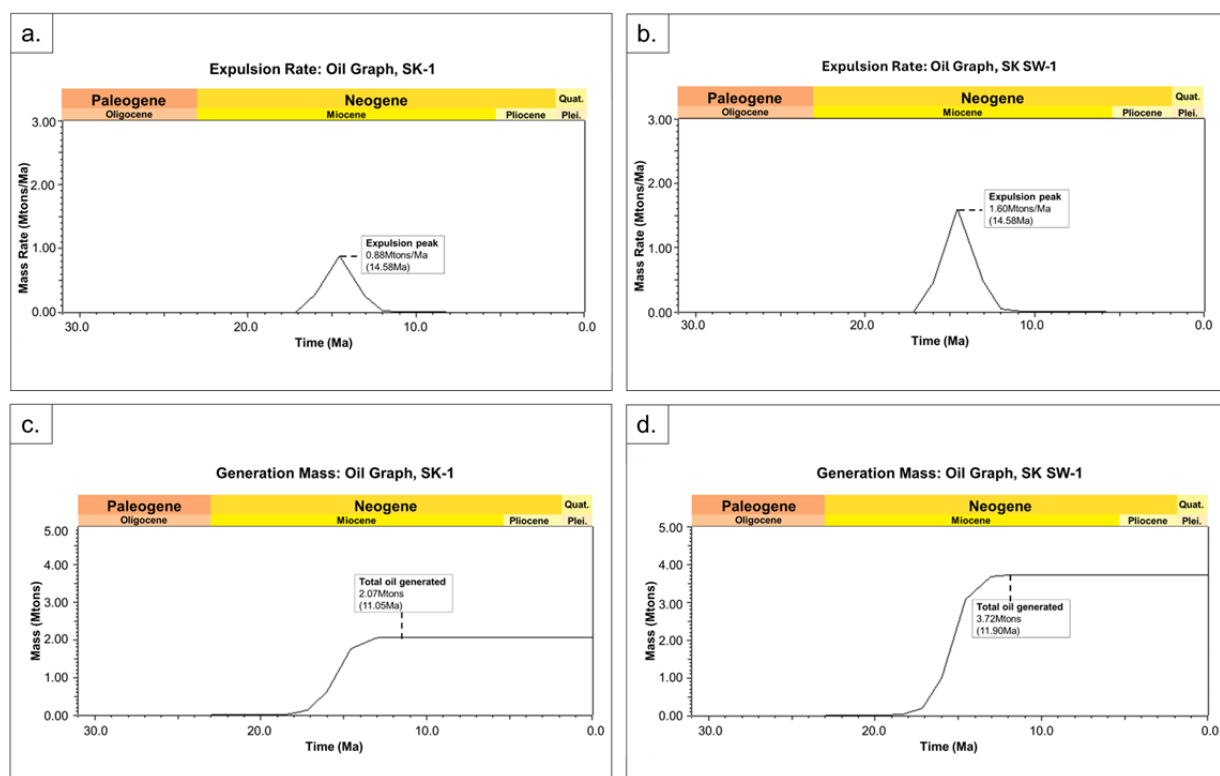 a.
Expulsion Rate: Oil Graph, SK-1
Paleogene Neogene Quat.
Oligocene Miocene Pliocene Plei.
3.00
2.00
1.00
0.00
Mass Rate (Mtons/Ma)
Expulsion peak
0.88Mtons/Ma
(14.58Ma)
30.0 20.0 10.0 0.0
Time (Ma)
b.
Expulsion Rate: Oil Graph, SK SW-1
Paleogene Neogene Quat.
Oligocene Miocene Pliocene Plei.
3.00
2.00
1.00
0.00
Mass Rate (Mtons/Ma)
Expulsion peak
1.60Mtons/Ma
(14.58Ma)
30.0 20.0 10.0 0.0
Time (Ma)
c.
Generation Mass: Oil Graph, SK-1
Paleogene Neogene Quat.
Oligocene Miocene Pliocene Plei.
5.00
4.00
3.00
2.00
1.00
0.00
Mass (Mtons)
Total oil generated
2.07Mtons
(11.05Ma)
30.0 20.0 10.0 0.0
Time (Ma)
d.
Generation Mass: Oil Graph, SK SW-1
Paleogene Neogene Quat.
Oligocene Miocene Pliocene Plei.
5.00
4.00
3.00
2.00
1.00
0.00
Mass (Mtons)
Total oil generated
3.72Mtons
(11.90Ma)
30.0 20.0 10.0 0.0
Time (Ma)